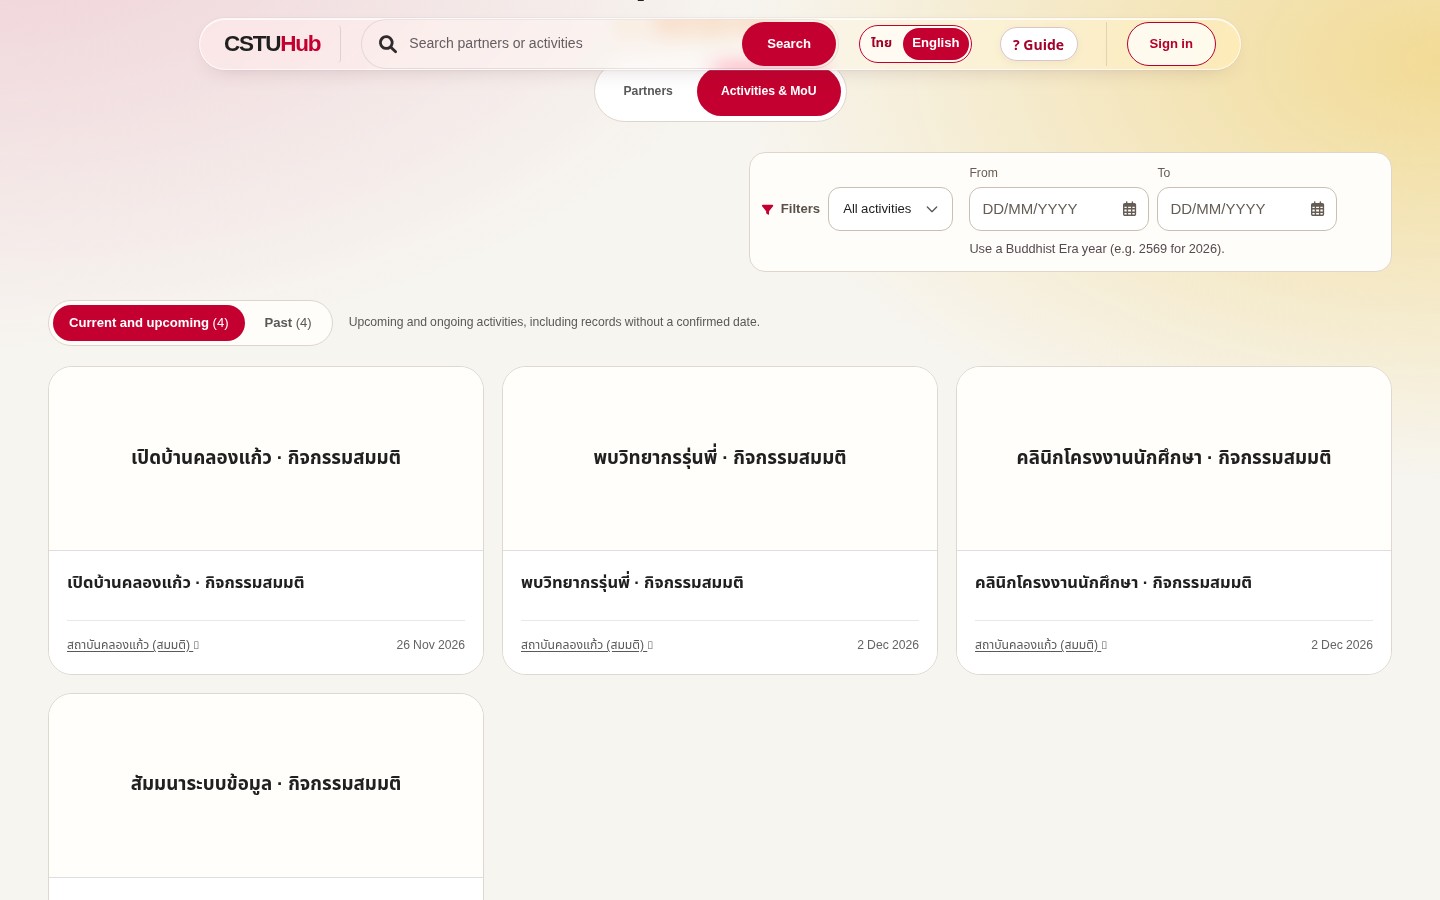 CSTUHub
Search partners or activities
Search
ไทย
English
? Guide
Sign in
Partners
Activities & MoU
From
To
Filters
All activities
DD/MM/YYYY
DD/MM/YYYY
Use a Buddhist Era year (e.g. 2569 for 2026).
Current and upcoming (4)
Past (4)
Upcoming and ongoing activities, including records without a confirmed date.
เปิดบ้านคลองแก้ว · กิจกรรมสมมติ
พบวิทยากรรุ่นพี่ · กิจกรรมสมมติ
คลินิกโครงงานนักศึกษา · กิจกรรมสมมติ
เปิดบ้านคลองแก้ว · กิจกรรมสมมติ
พบวิทยากรรุ่นพี่ · กิจกรรมสมมติ
คลินิกโครงงานนักศึกษา · กิจกรรมสมมติ
สถาบันคลองแก้ว (สมมติ)
26 Nov 2026
สถาบันคลองแก้ว (สมมติ)
2 Dec 2026
สถาบันคลองแก้ว (สมมติ)
2 Dec 2026
สัมมนาระบบข้อมูล · กิจกรรมสมมติ